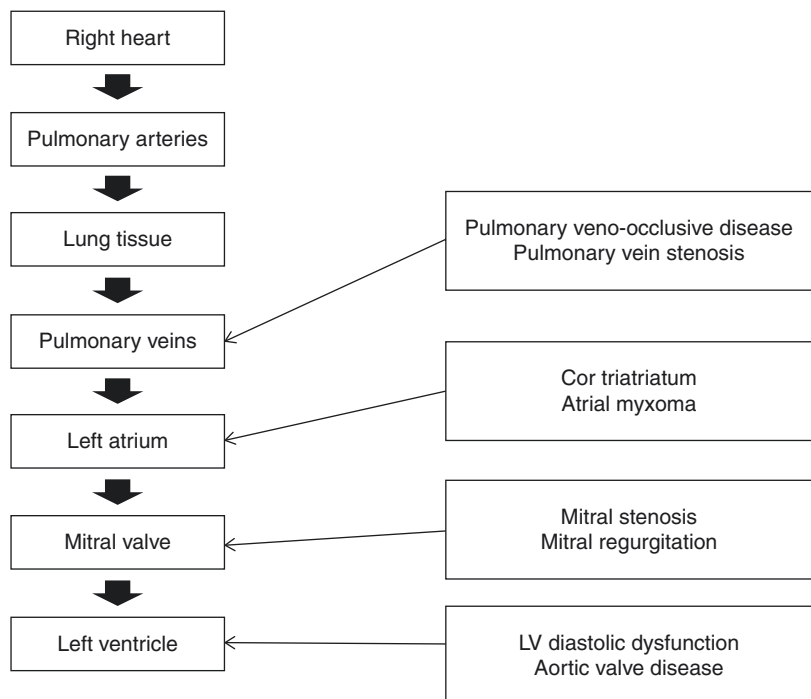 Right heart
Pulmonary arteries
Lung tissue
Pulmonary veins
Left atrium
Mitral valve
Left ventricle
Pulmonary veno-occlusive disease
Pulmonary vein stenosis
Cor triatriatum
Atrial myxoma
Mitral stenosis
Mitral regurgitation
LV diastolic dysfunction
Aortic valve disease